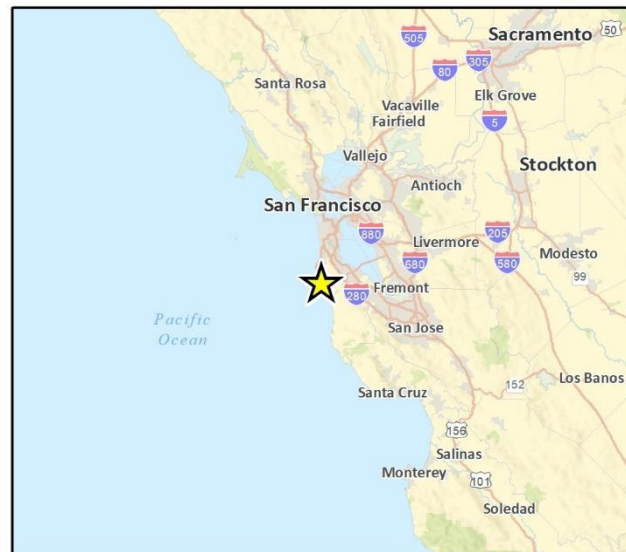 Sacramento
50
505
305
80
Santa Rosa
Elk Grove
Vacaville
Fairfield
5
Vallejo
Antioch
Stockton
San Francisco
880
205
Livermore
680
580
Modesto
99
280
Fremont
San Jose
Pacific
Ocean
152
Los Banos
Santa Cruz
156
Salinas
Monterey
101
Soledad